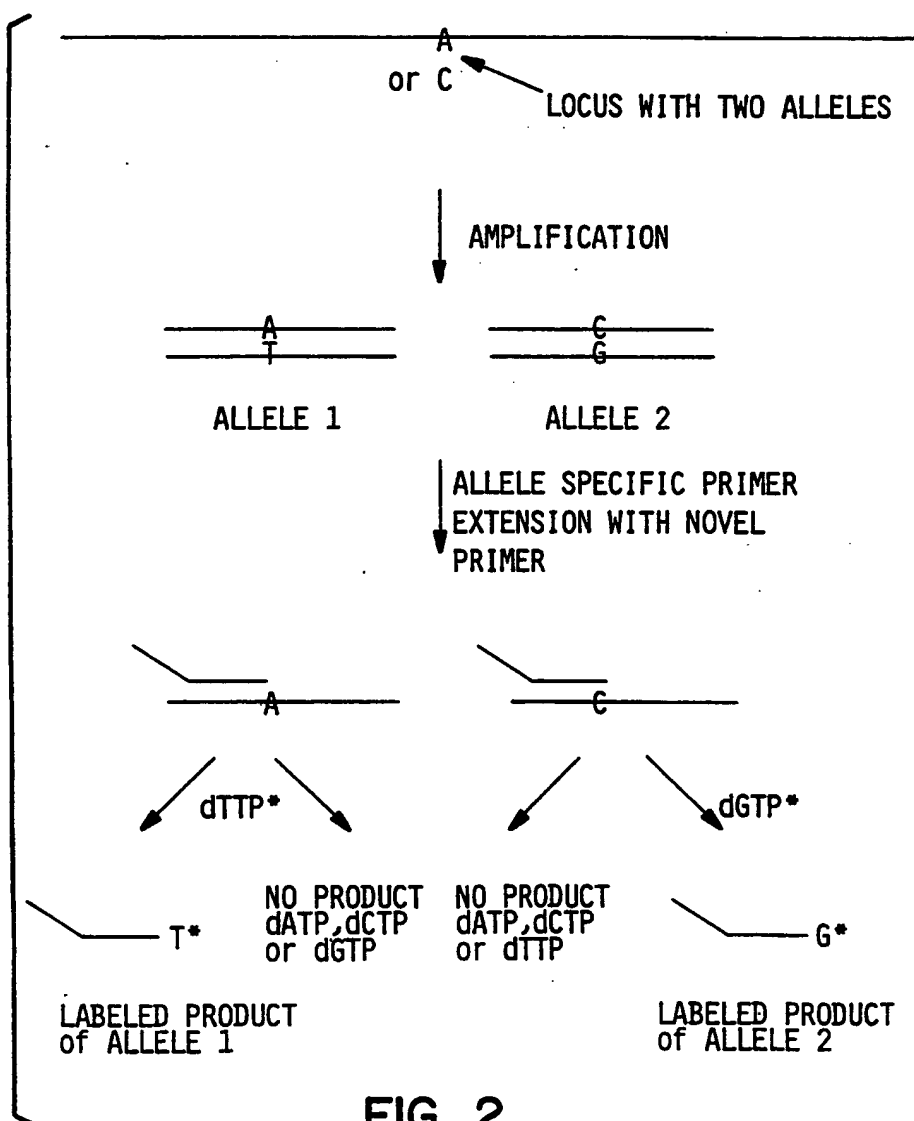 A
or C
LOCUS WITH TWO ALLELES
AMPLIFICATION
A
T
C
G
ALLELE 1
ALLELE 2
ALLELE SPECIFIC PRIMER
EXTENSION WITH NOVEL
PRIMER
A
C
dTTP*
dGTP*
T*
NO PRODUCT
dATP,dCTP
or dGTP
NO PRODUCT
dATP,dCTP
or dTTP
G*
LABELED PRODUCT
of ALLELE 1
LABELED PRODUCT
of ALLELE 2
FIG. 2